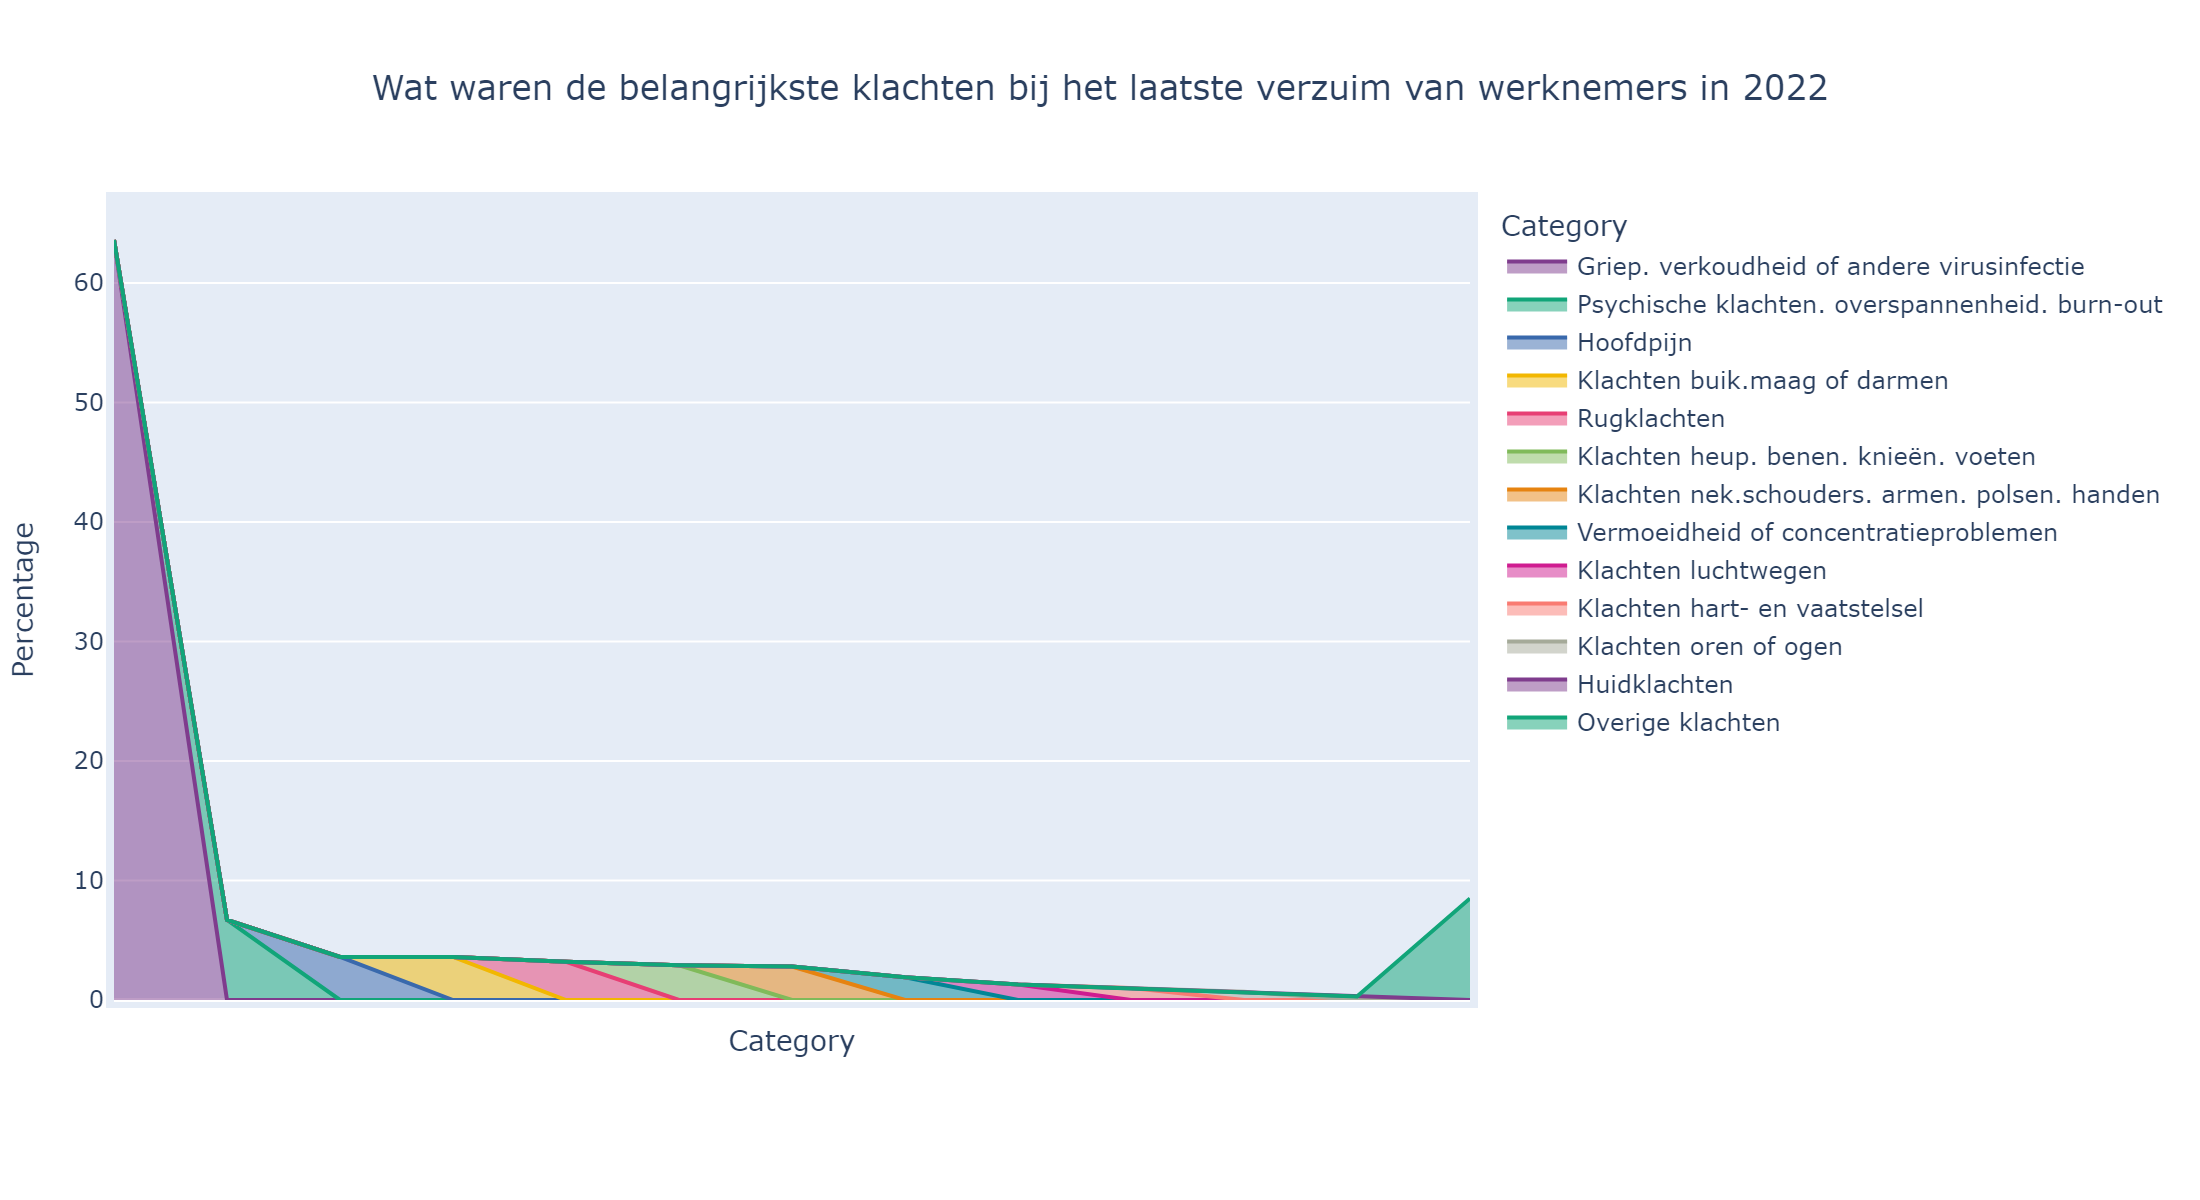 Wat waren de belangrijkste klachten bij het laatste verzuim van werknemers in 2022
Percentage
60
50
40
30
20
10
0
Category
Category
Griep. verkoudheid of andere virusinfectie
Psychische klachten. overspannenheid. burn-out
Hoofdpijn
Klachten buik.maag of darmen
Rugklachten
Klachten heup. benen. knieën. voeten
Klachten nek.schouders. armen. polsen. handen
Vermoeidheid of concentratieproblemen
Klachten luchtwegen
Klachten hart- en vaatstelsel
Klachten oren of ogen
Huidklachten
Overige klachten